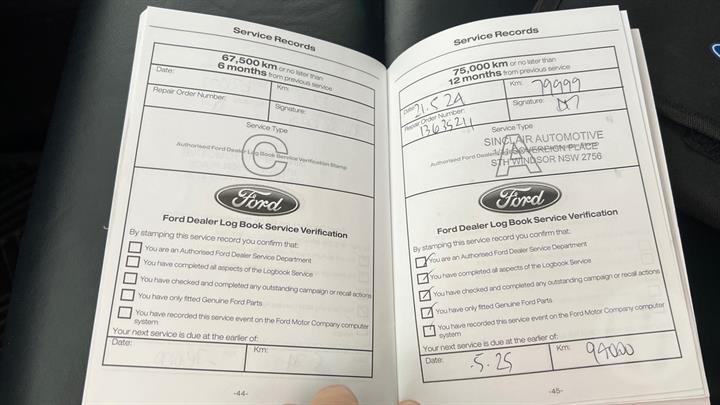 Service Records
67,500 km or no later than
6 months from previous service
Date:
Km:
Repair Order Number:
Signature:
Service Type
C
Authorised Ford Dealer Log Book Service Verification Stamp
Ford
Ford Dealer Log Book Service Verification
By stamping this service record you confirm that:
You are an Authorised Ford Dealer Service Department
You have completed all aspects of the Logbook Service
You have checked and completed any outstanding campaign or recall actions
You have only fitted Genuine Ford Parts
You have recorded this service event on the Ford Motor Company computer
system
Your next service is due at the earlier of:
Date:
Km:
-44-
Service Records
75,000 km or no later than
12 months from previous service
Date: 21.5.24
Km: 79999
Repair Order Number:
13635211
Signature:
Service Type
A
SINCLAIR AUTOMOTIVE
Authorised Ford Dealer
SOVEREIGN PLACE
STH WINDSOR NSW 2756
Ford
Ford Dealer Log Book Service Verification
By stamping this service record you confirm that:
You are an Authorised Ford Dealer Service Department
You have completed all aspects of the Logbook Service
You have checked and completed any outstanding campaign or recall actions
You have only fitted Genuine Ford Parts
You have recorded this service event on the Ford Motor Company computer
system
Your next service is due at the earlier of:
Date: .5.25
Km: 94000
-45-